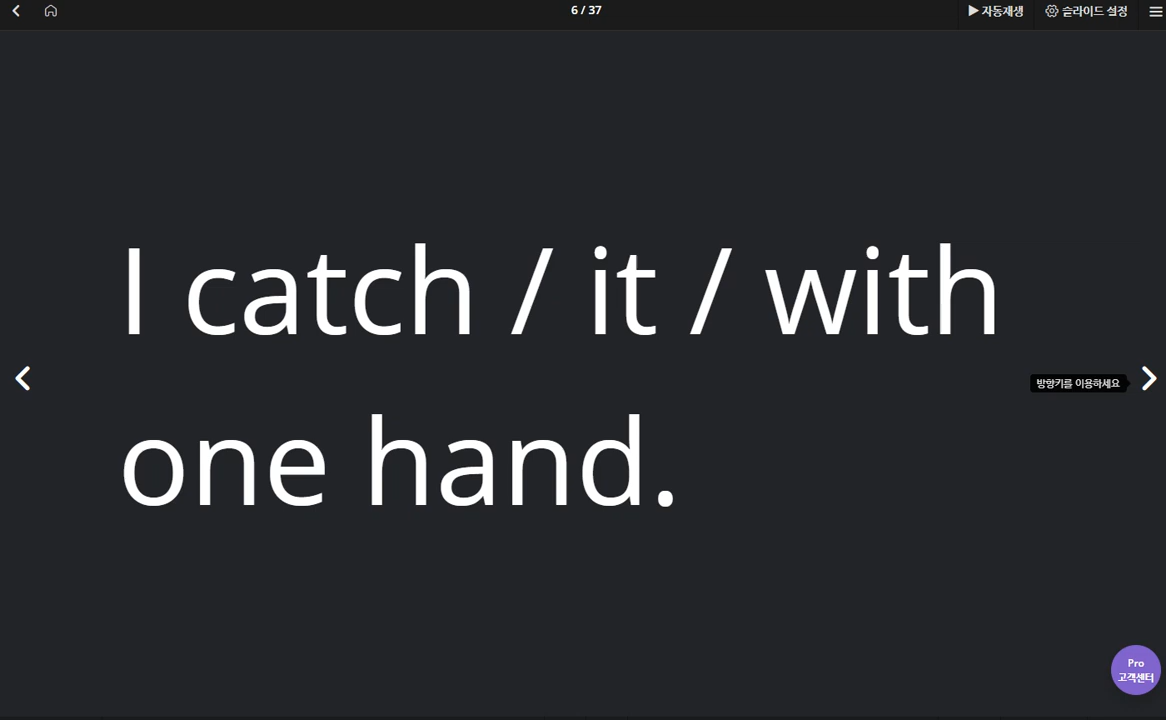 6 / 37
자동재생
슬라이드 설정
I catch / it / with
one hand.
방향키를 이용하세요
Pro
고객센터